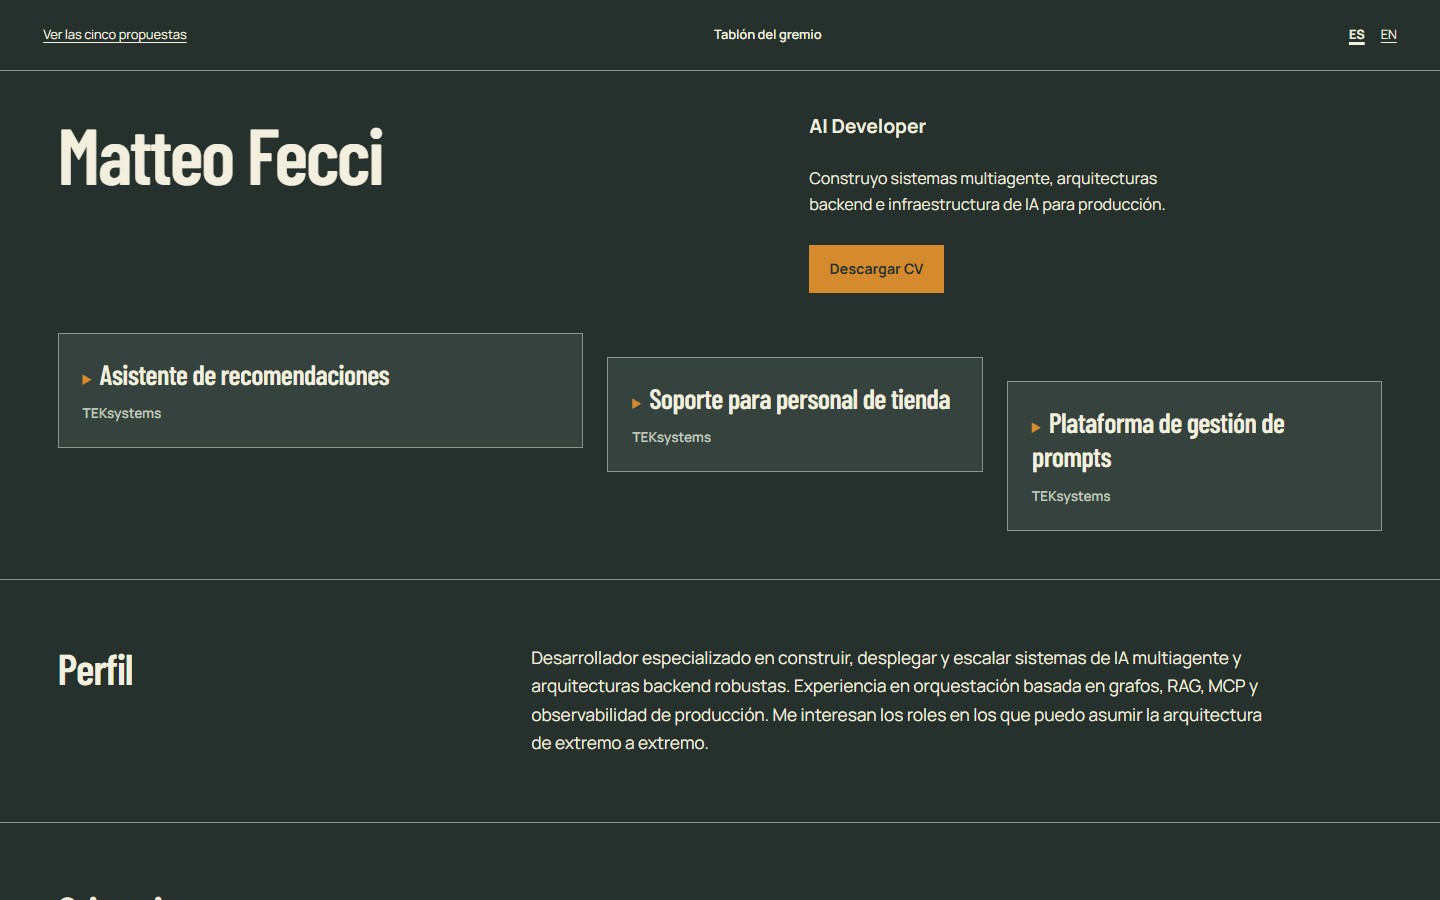 Ver las cinco propuestas
Tablón del gremio
ES EN
Matteo Fecci
AI Developer
Construyo sistemas multiagente, arquitecturas
backend e infraestructura de IA para producción.
Descargar CV
Asistente de recomendaciones
TEKsystems
Soporte para personal de tienda
TEKsystems
Plataforma de gestión de
prompts
TEKsystems
Perfil
Desarrollador especializado en construir, desplegar y escalar sistemas de IA multiagente y
arquitecturas backend robustas. Experiencia en orquestación basada en grafos, RAG, MCP y
observabilidad de producción. Me interesan los roles en los que puedo asumir la arquitectura
de extremo a extremo.